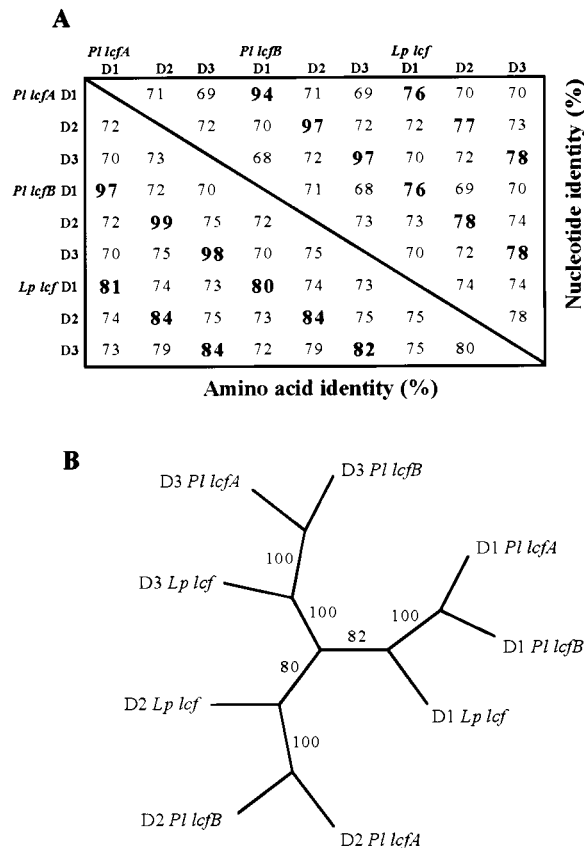 A
Pl lcfA Pl lcfB Lp lcf
D1 D2 D3 D1 D2 D3 D1 D2 D3
Pl lcfA D1 71 69 94 71 69 76 70 70
D2 72 72 70 97 72 72 77 73
D3 70 73 68 72 97 70 72 78
Pl lcfB D1 97 72 70 71 68 76 69 70
D2 72 99 75 72 73 73 78 74
D3 70 75 98 70 75 70 72 78
Lp lcf D1 81 74 73 80 74 73 74 74
D2 74 84 75 73 84 75 75 78
D3 73 79 84 72 79 82 75 80
Nucleotide identity (%)
Amino acid identity (%)
B
D3 Pl lcfA
D3 Pl lcfB
D1 Pl lcfA
100
D3 Lp lcf
100
100
82
D1 Pl lcfB
80
D2 Lp lcf
D1 Lp lcf
100
D2 Pl lcfB
D2 Pl lcfA